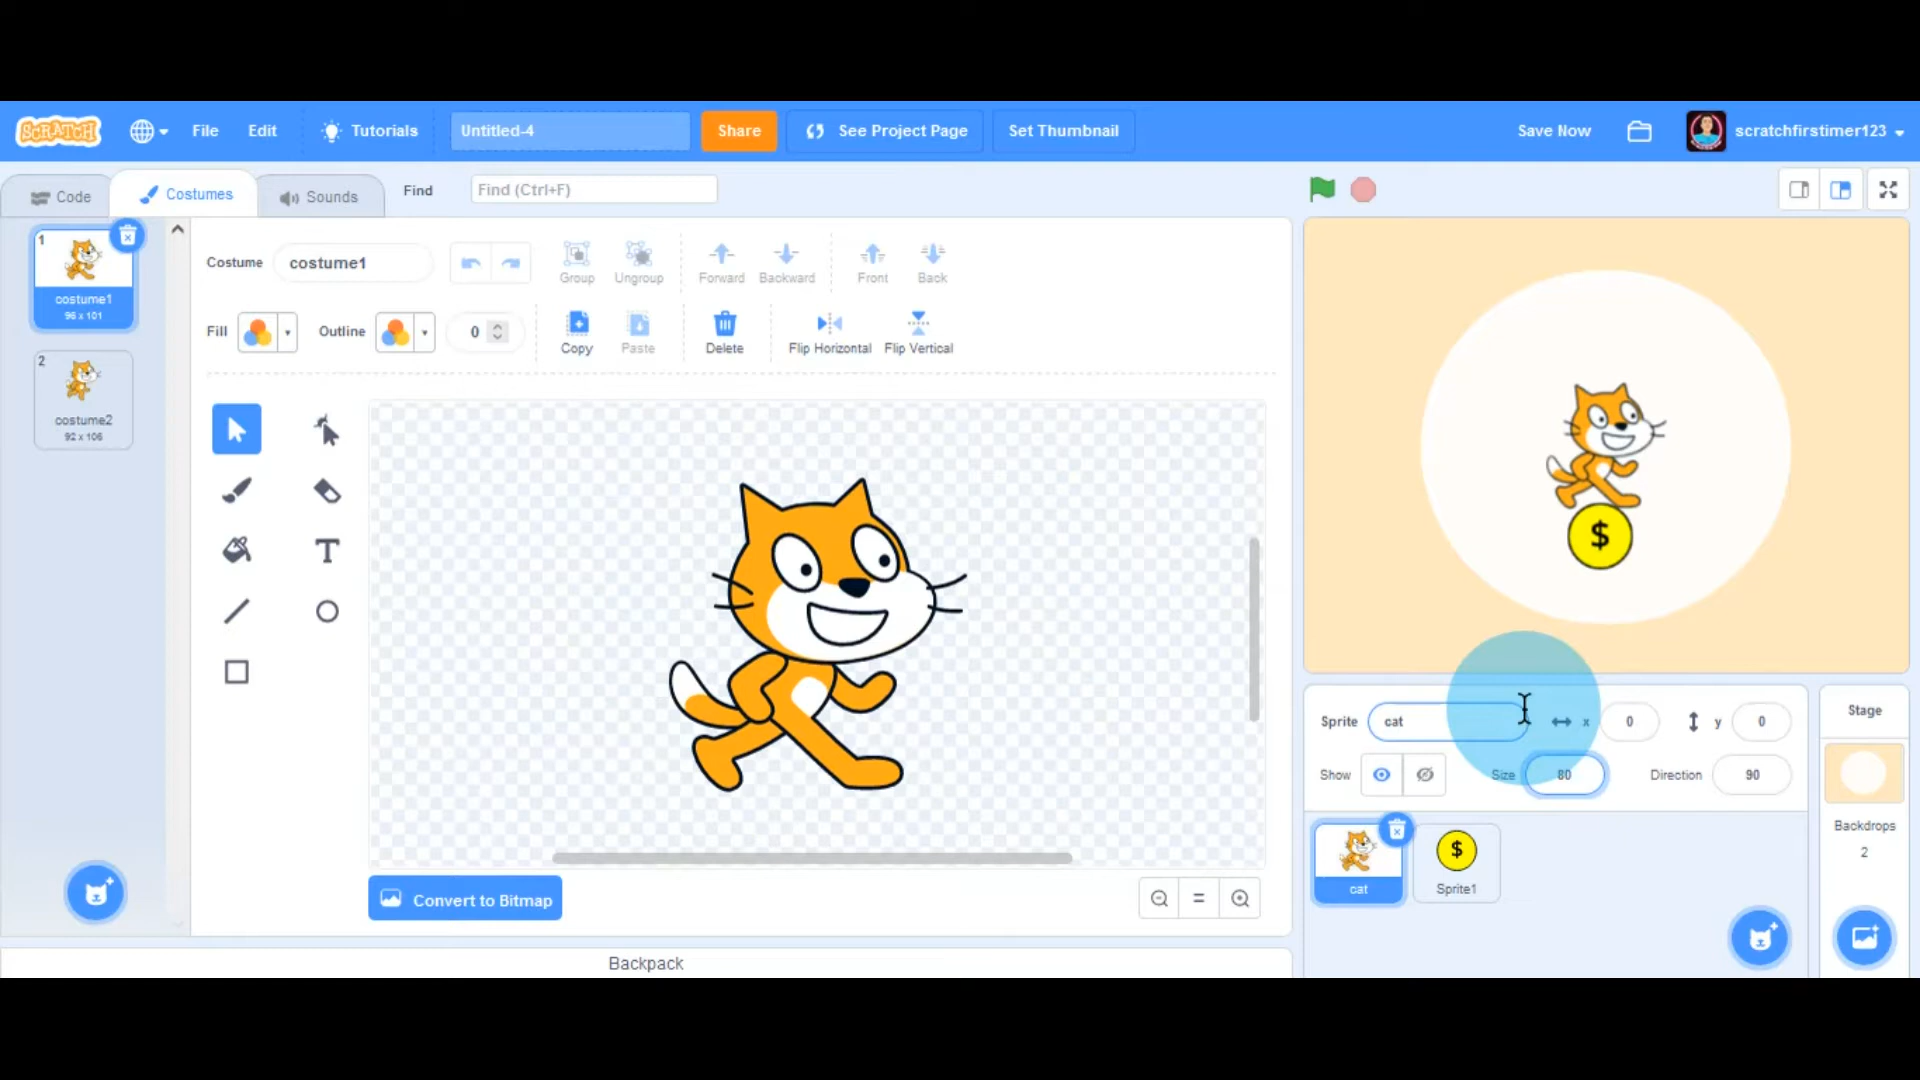 SCRATCH File Edit Tutorials Untitled-4 Share See Project Page Set Thumbnail Save Now scratchfirstimer123
Code Costumes Sounds Find Find (Ctrl+F)
1
costume1
96 x 101
2
costume2
92 x 106
Costume costume1 Group Ungroup Forward Backward Front Back
Fill Outline 0 Copy Paste Delete Flip Horizontal Flip Vertical
T
Convert to Bitmap
Backpack
$
Sprite cat x 0 y 0
Show Size 80 Direction 90
cat
$
Sprite1
Stage
Backdrops
2